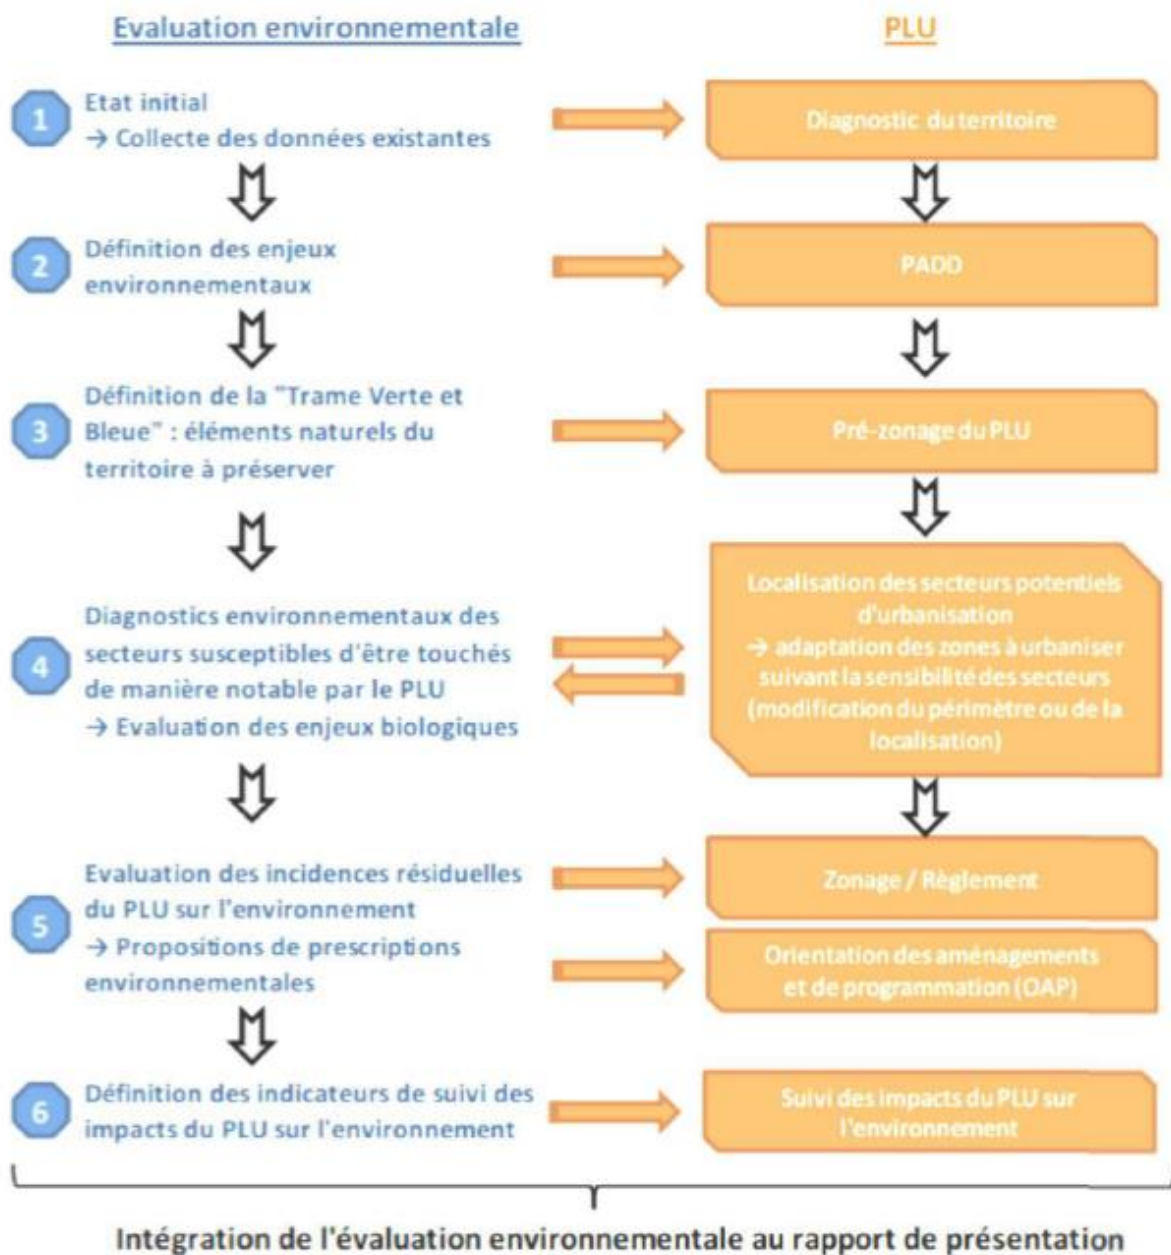 Evaluation environnementale
PLU
1
Etat initial
→ Collecte des données existantes
Diagnostic du territoire
2
Définition des enjeux
environnementaux
PADD
3
Définition de la "Trame Verte et
Bleue" : éléments naturels du
territoire à préserver
Pré-zonage du PLU
4
Diagnostics environnementaux des
secteurs susceptibles d'être touchés
de manière notable par le PLU
→ Evaluation des enjeux biologiques
Localisation des secteurs potentiels
d'urbanisation
→ adaptation des zones à urbaniser
suivant la sensibilité des secteurs
(modification du périmètre ou de la
localisation)
5
Evaluation des incidences résiduelles
du PLU sur l'environnement
→ Propositions de prescriptions
environnementales
Zonage / Règlement
Orientation des aménagements
et de programmation (OAP)
6
Définition des indicateurs de suivi des
impacts du PLU sur l'environnement
Suivi des impacts du PLU sur
l'environnement
Intégration de l'évaluation environnementale au rapport de présentation